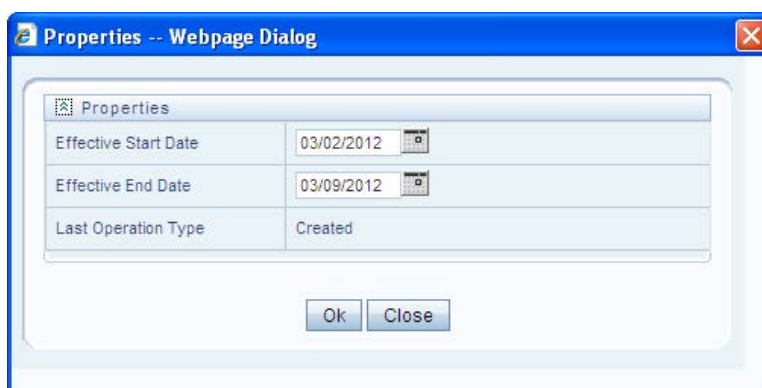 Properties -- Webpage Dialog
Properties
Effective Start Date 03/02/2012
Effective End Date 03/09/2012
Last Operation Type Created
Ok Close